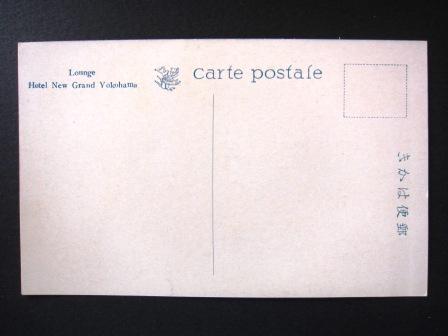 Lounge
Hotel New Grand Yokohama
Carte postale
きかは便郵